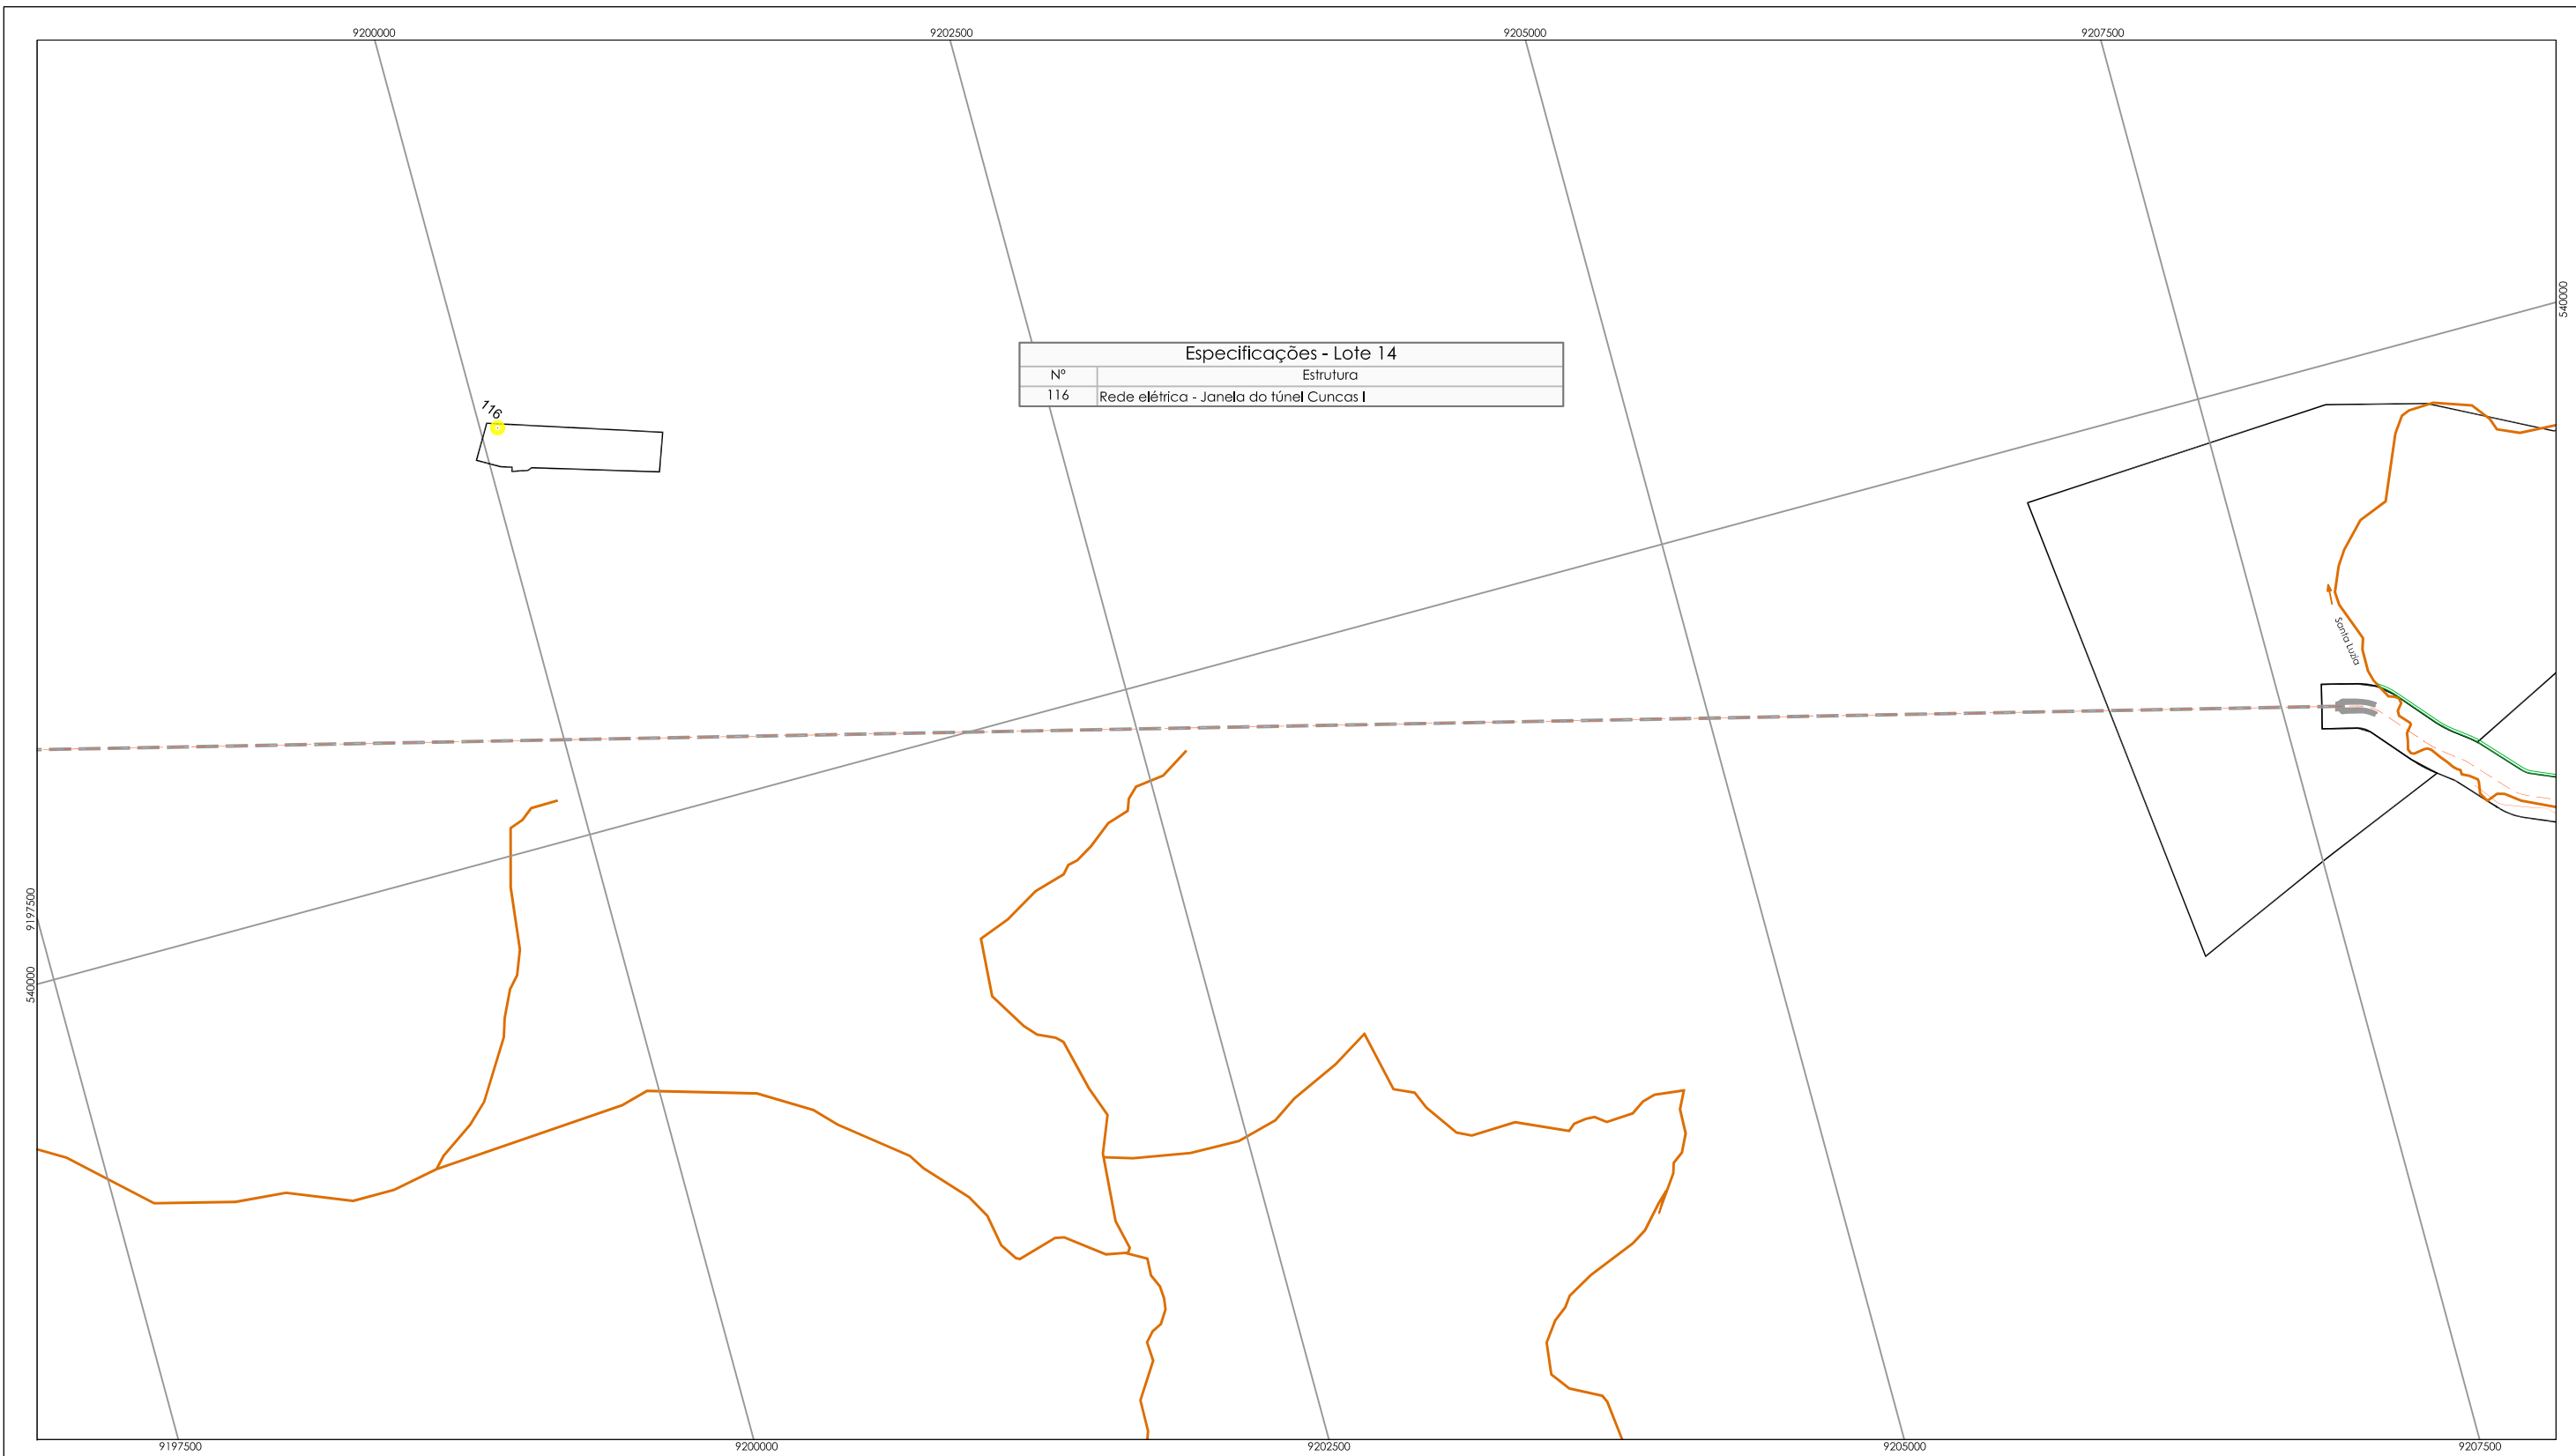 9200000 9202500 9205000 9207500
540000
Especificações - Lote 14
Nº Estrutura
116 Rede elétrica - Janela do túnel Cuncas I
116
Santa Luzia
9197500
540000
9197500 9200000 9202500 9205000 9207500